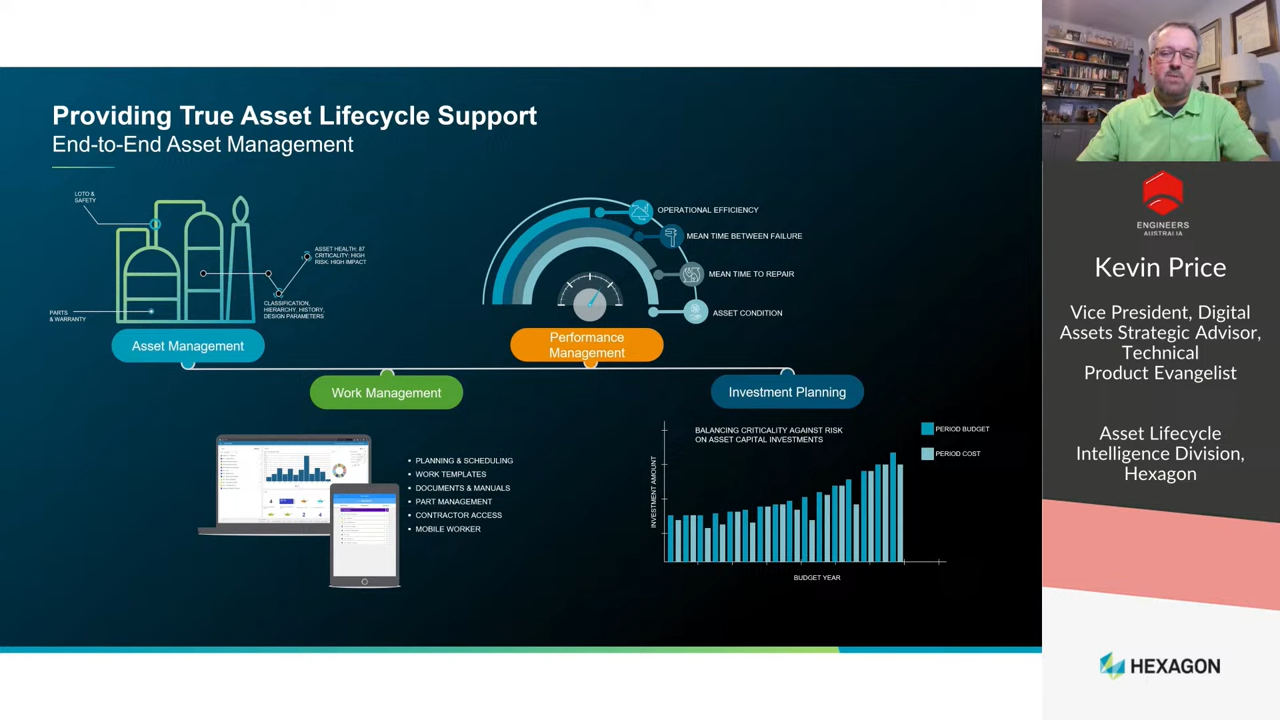 Providing True Asset Lifecycle Support
End-to-End Asset Management
LOTO &
SAFETY
ASSET HEALTH: 87
CRITICALITY: HIGH
RISK: HIGH IMPACT
CLASSIFICATION,
HIERARCHY, HISTORY,
DESIGN PARAMETERS
PARTS
& WARRANTY
Asset Management
OPERATIONAL EFFICIENCY
MEAN TIME BETWEEN FAILURE
MEAN TIME TO REPAIR
ASSET CONDITION
Performance
Management
Work Management
Investment Planning
• PLANNING & SCHEDULING
• WORK TEMPLATES
• DOCUMENTS & MANUALS
• PART MANAGEMENT
• CONTRACTOR ACCESS
• MOBILE WORKER
BALANCING CRITICALITY AGAINST RISK
ON ASSET CAPITAL INVESTMENTS
PERIOD BUDGET
PERIOD COST
INVESTMENT AMOUNT
BUDGET YEAR
ENGINEERS
AUSTRALIA
Kevin Price
Vice President, Digital
Assets Strategic Advisor,
Technical
Product Evangelist
Asset Lifecycle
Intelligence Division,
Hexagon
HEXAGON